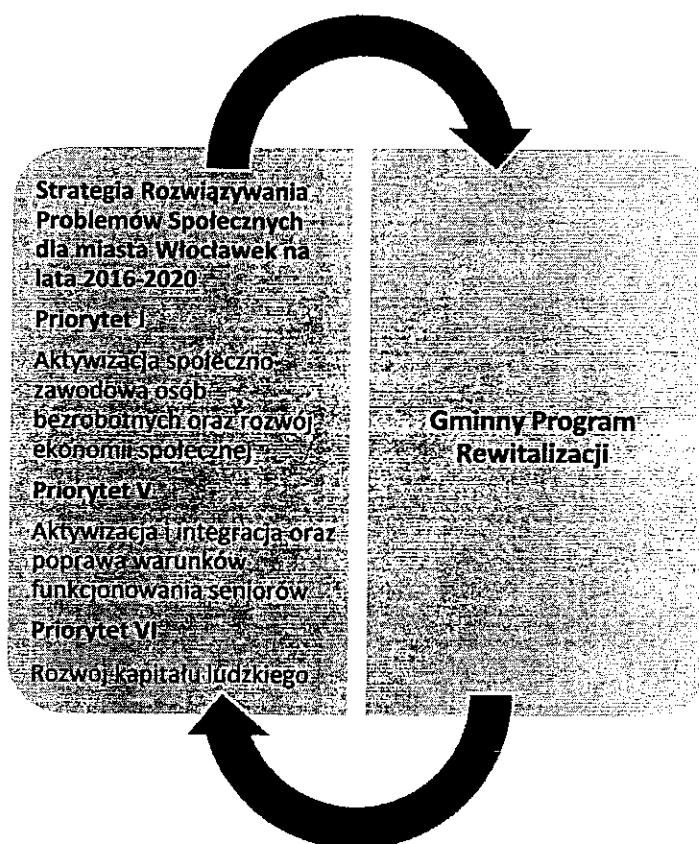 Strategia Rozwiązywania
Problemów Społecznych
dla miasta Włocławek na
lata 2016-2020
Priorytet I
Aktywizacja społeczno-
zawodowa osób
bezrobotnych oraz rozwój
ekonomii społecznej
Priorytet V
Aktywizacja i integracja oraz
poprawa warunków
funkcjonowania seniorów
Priorytet VI
Rozwój kapitału ludzkiego
Gminny Program
Rewitalizacji